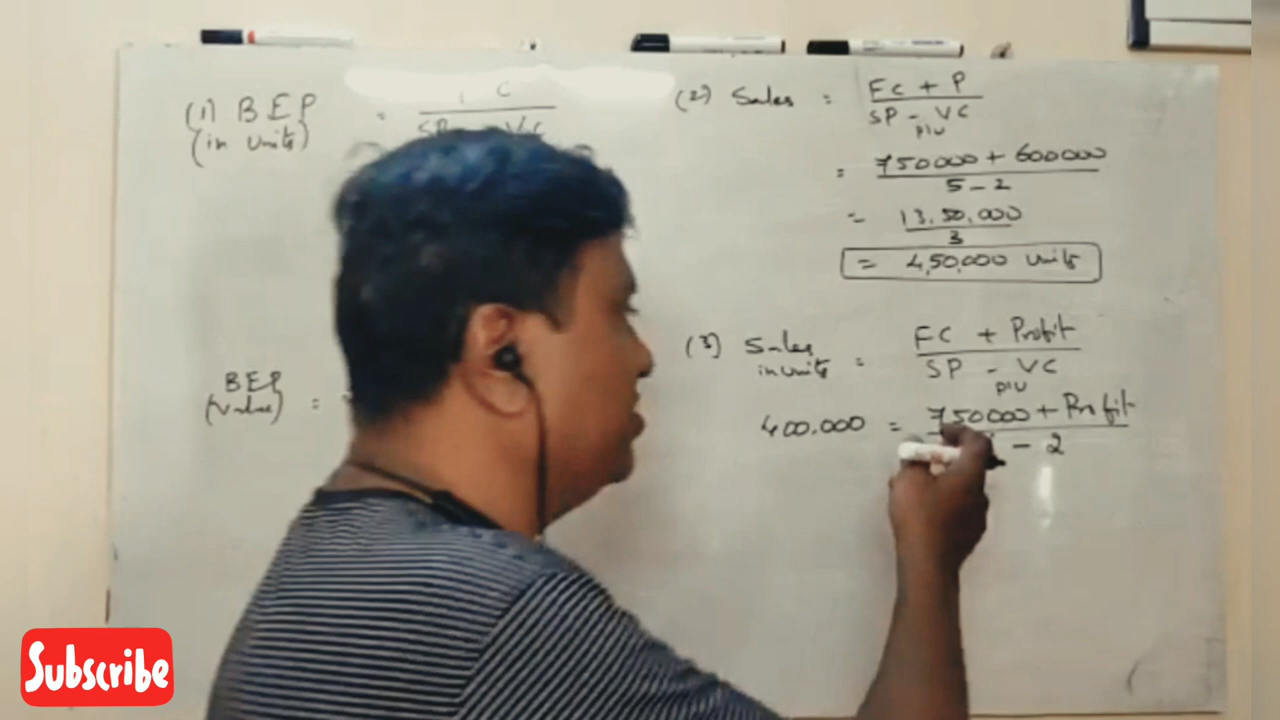 (1) BEP = C
(in units) SP - VC
BEP
(Value) =
(2) Sales = FC + P
SP - VC
P/U
= 750000 + 600000
5 - 2
= 13,50,000
3
= 4,50,000 units
(3) Sales = FC + Profit
in units SP - VC
P/U
400,000 = 750000 + Profit
- 2
Subscribe